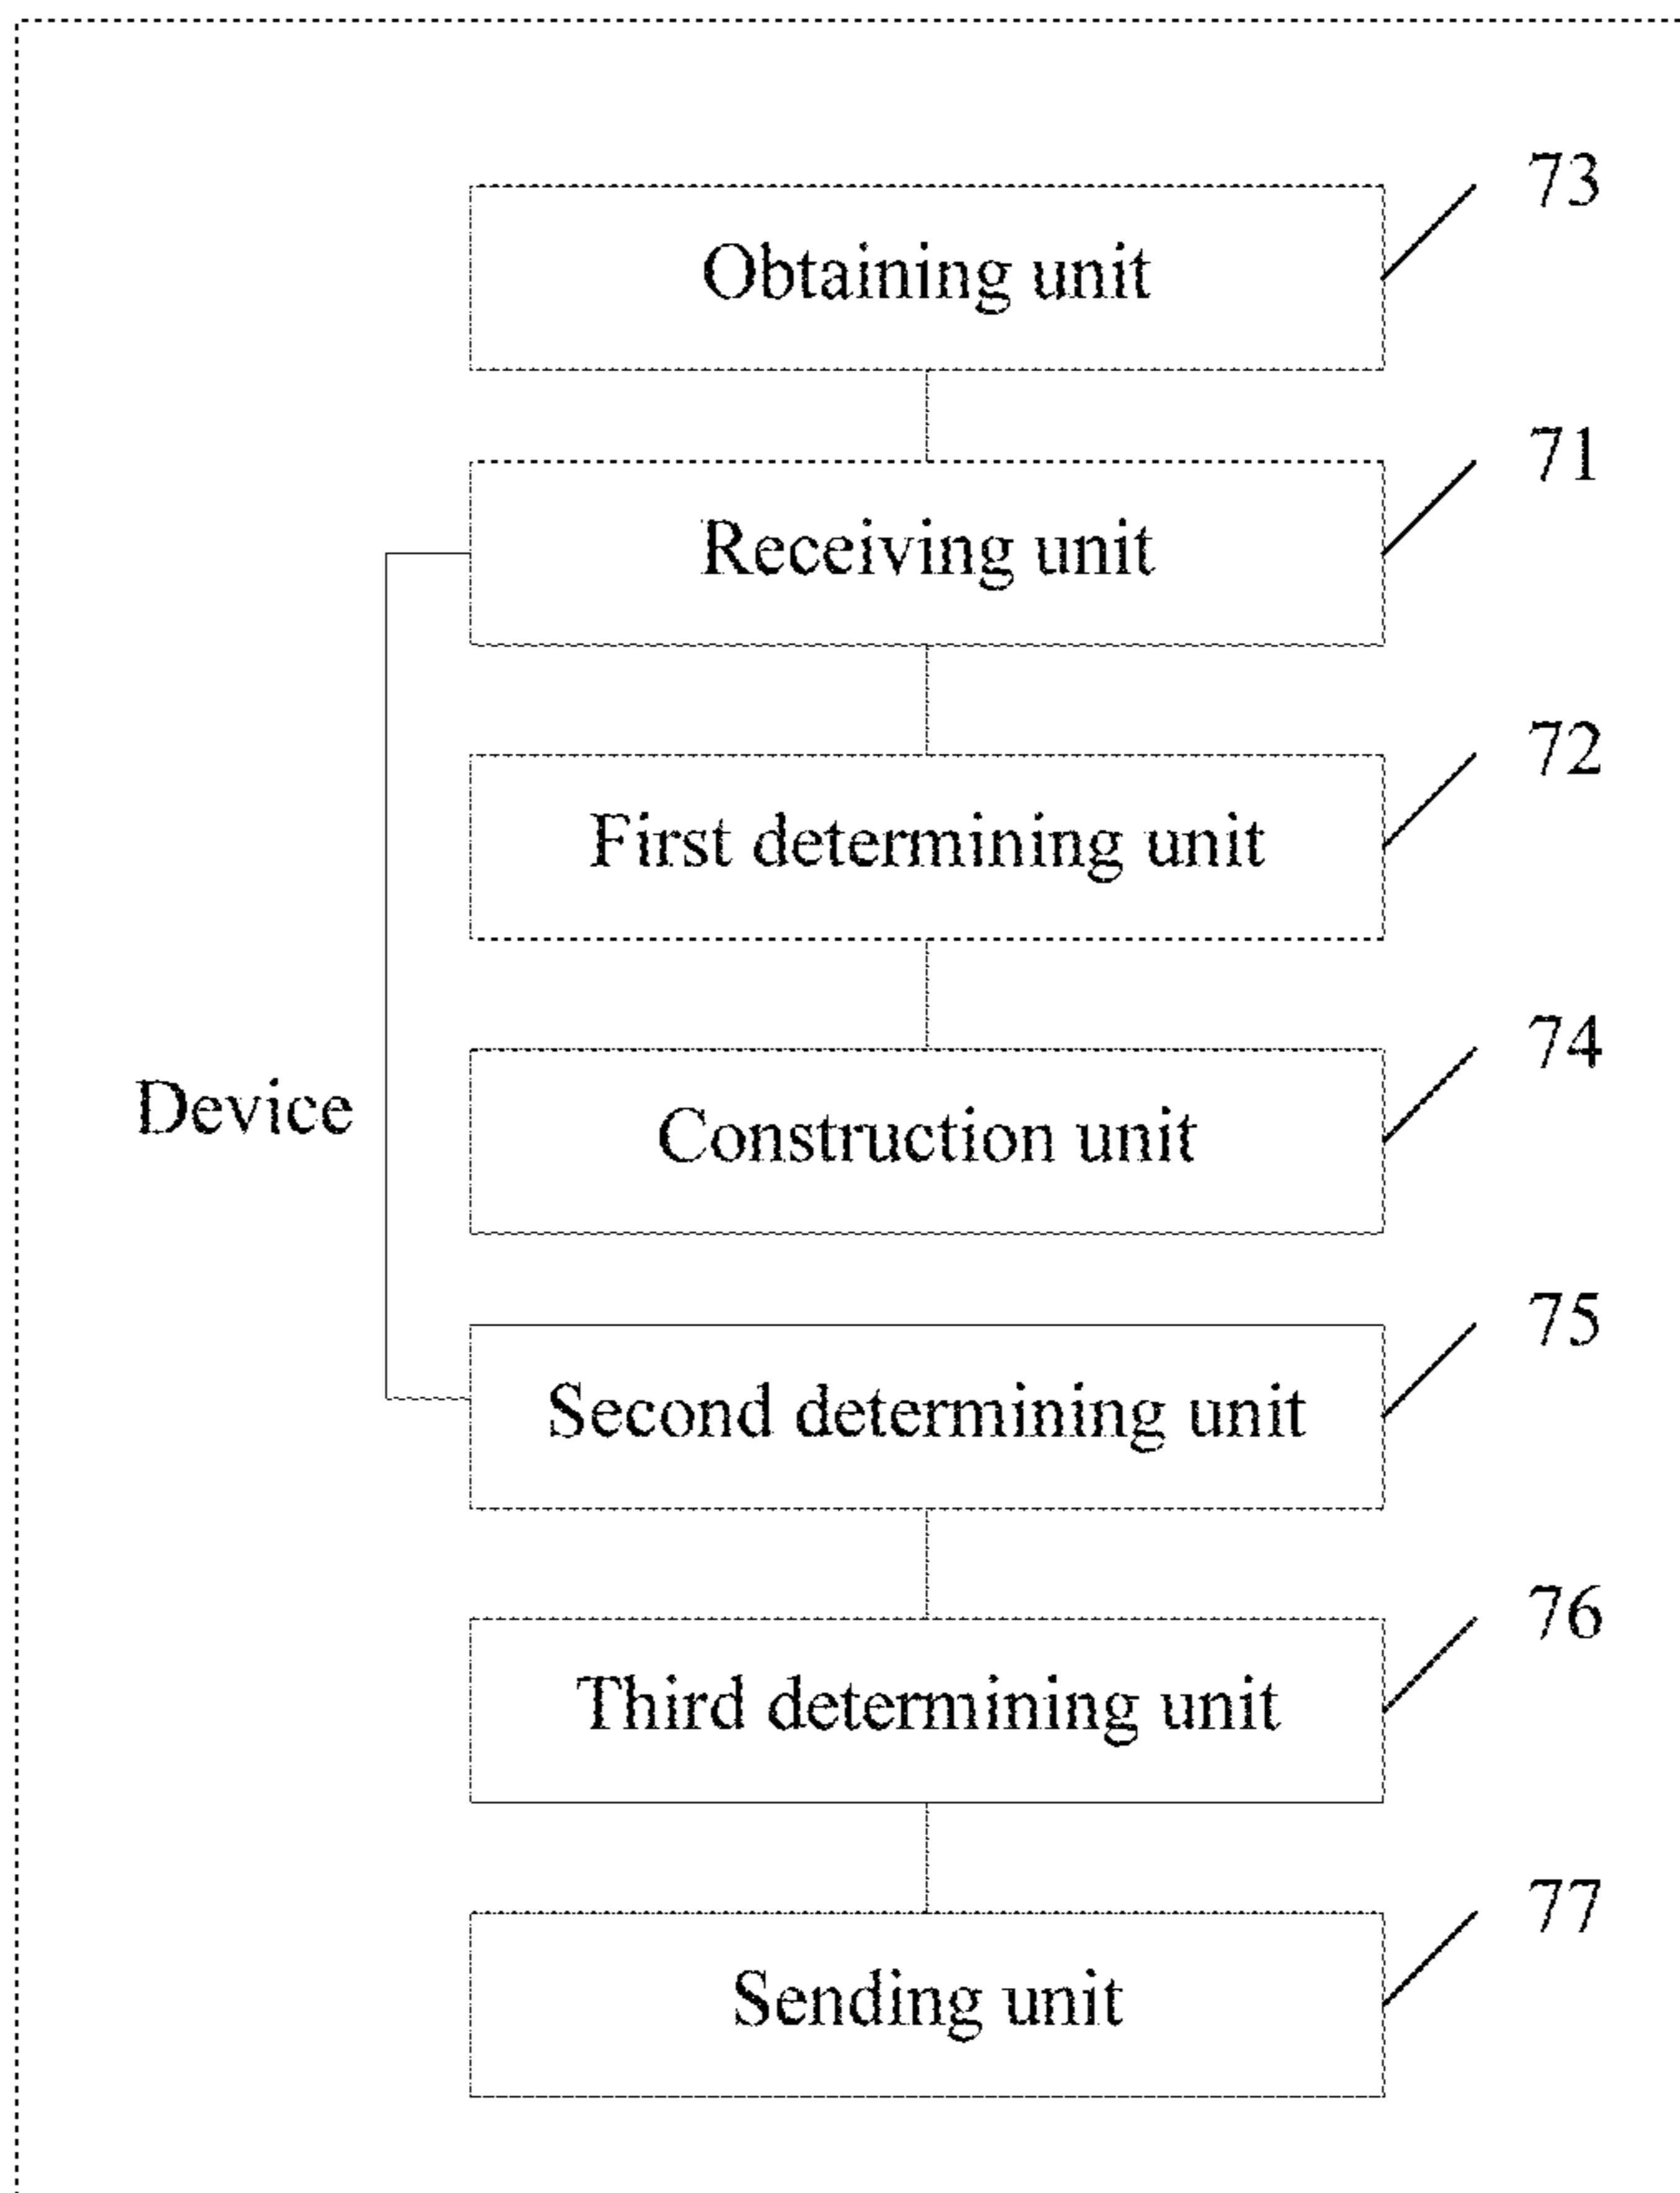 73
Obtaining unit
71
Receiving unit
72
First determining unit
74
Device
Construction unit
75
Second determining unit
76
Third determining unit
77
Sending unit